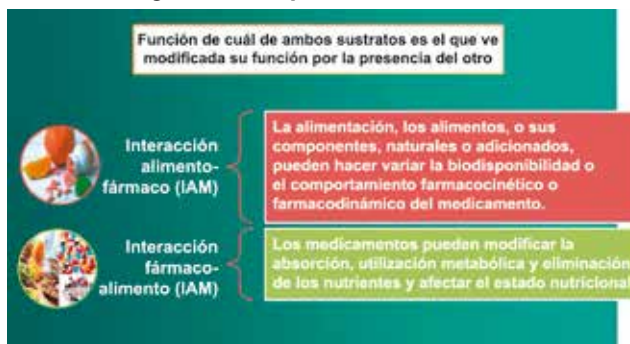 Función de cuál de ambos sustratos es el que ve
modificada su función por la presencia del otro
Interacción
alimento-
fármaco (IAM)
La alimentación, los alimentos, o sus
componentes, naturales o adicionados,
pueden hacer variar la biodisponibilidad o
el comportamiento farmacocinético o
farmacodinámico del medicamento.
Interacción
fármaco-
alimento (IAM)
Los medicamentos pueden modificar la
absorción, utilización metabólica y eliminación
de los nutrientes y afectar el estado nutricional